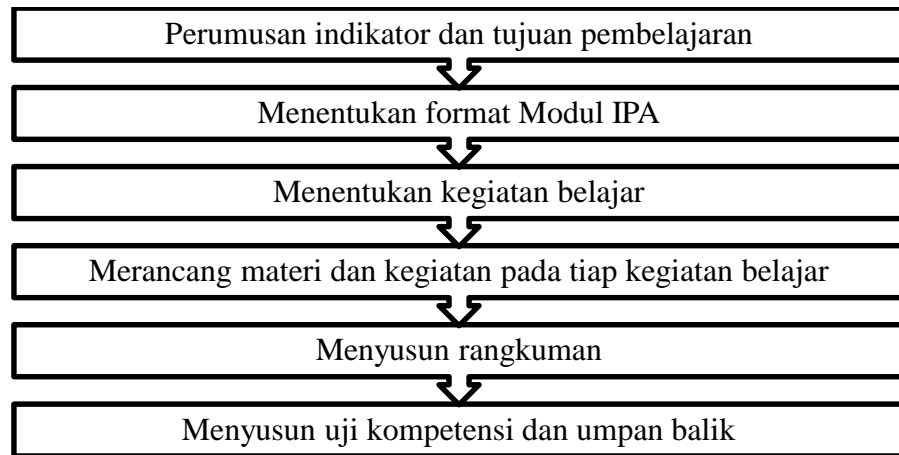 Perumusan indikator dan tujuan pembelajaran
Menentukan format Modul IPA
Menentukan kegiatan belajar
Merancang materi dan kegiatan pada tiap kegiatan belajar
Menyusun rangkuman
Menyusun uji kompetensi dan umpan balik